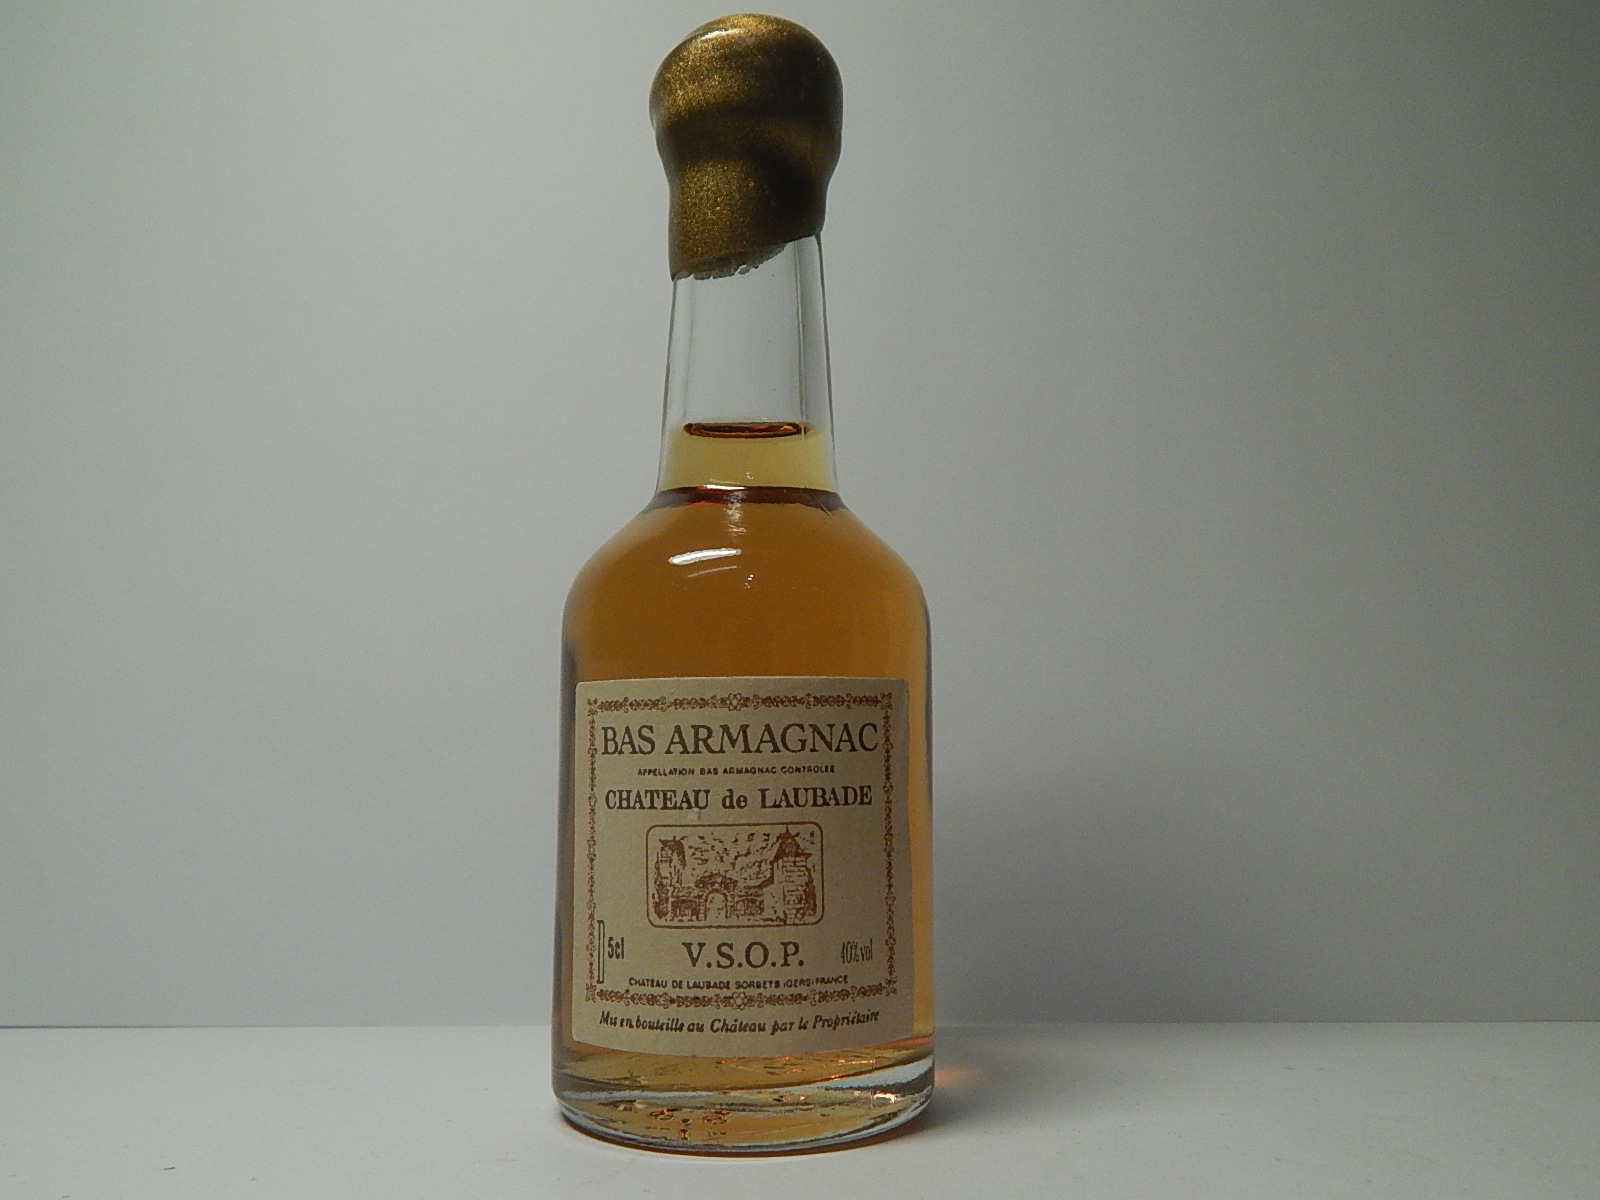 BAS ARMAGNAC
APPELLATION BAS ARMAGNAC CONTROLEE
CHATEAU de LAUBADE
5cl V.S.O.P. 40% vol
CHATEAU DE LAUBADE SORBETS (GERS) FRANCE
Mis en bouteille au Château par le Propriétaire